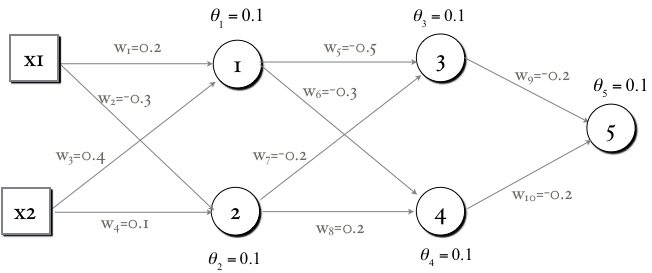 θ₁ = 0.1
θ₃ = 0.1
x1
w₁=0.2
1
w₅=-0.5
3
w₂=-0.3
w₆=-0.3
w₉=-0.2
θ₅ = 0.1
5
w₃=0.4
w₇=-0.2
w₁₀=-0.2
x2
w₄=0.1
2
w₈=0.2
4
θ₂ = 0.1
θ₄ = 0.1